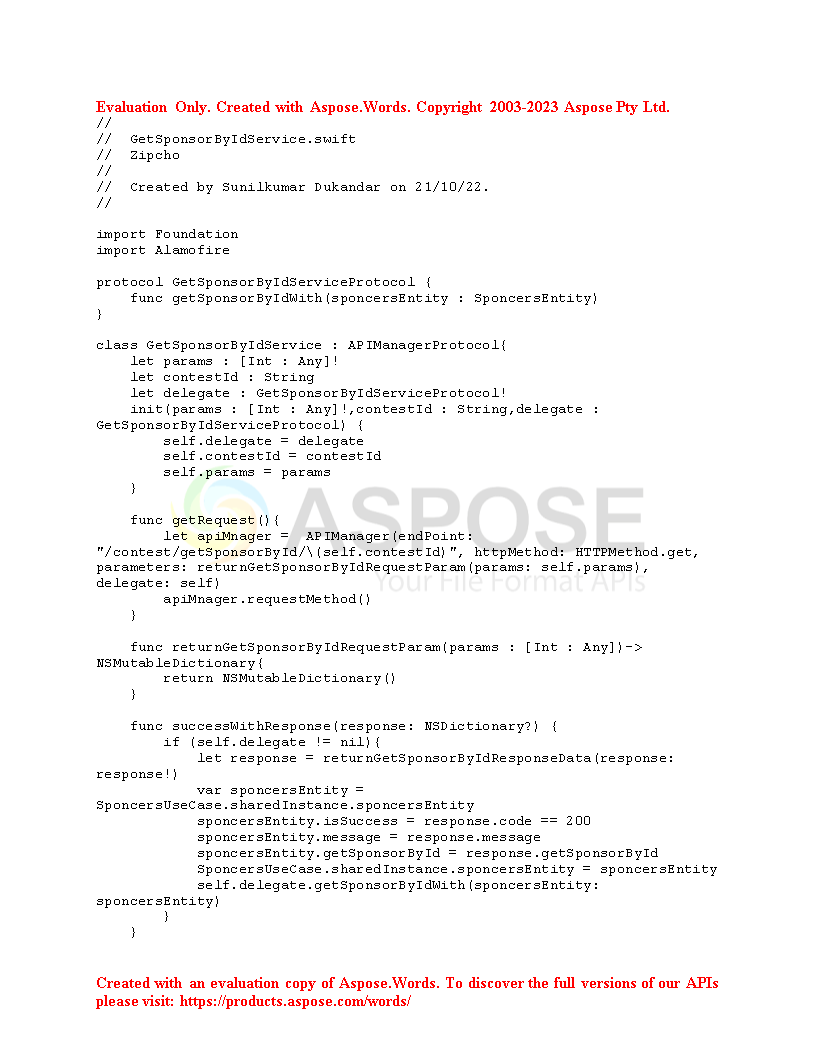 Evaluation Only. Created with Aspose.Words. Copyright 2003-2023 Aspose Pty Ltd.
//
//  GetSponsorByIdService.swift
//  Zipcho
//
//  Created by Sunilkumar Dukandar on 21/10/22.
//
import Foundation
import Alamofire
protocol GetSponsorByIdServiceProtocol {
    func getSponsorByIdWith(sponcersEntity : SponcersEntity)
}
class GetSponsorByIdService : APIManagerProtocol{
    let params : [Int : Any]!
    let contestId : String
    let delegate : GetSponsorByIdServiceProtocol!
    init(params : [Int : Any]!,contestId : String,delegate :
GetSponsorByIdServiceProtocol) {
        self.delegate = delegate
        self.contestId = contestId
        self.params = params
    }
ASPOSE
Your File Format APIs
    func getRequest(){
        let apiMnager =  APIManager(endPoint:
"/contest/getSponsorById/\(self.contestId)", httpMethod: HTTPMethod.get,
parameters: returnGetSponsorByIdRequestParam(params: self.params),
delegate: self)
        apiMnager.requestMethod()
    }
    func returnGetSponsorByIdRequestParam(params : [Int : Any])->
NSMutableDictionary{
        return NSMutableDictionary()
    }
    func successWithResponse(response: NSDictionary?) {
        if (self.delegate != nil){
            let response = returnGetSponsorByIdResponseData(response:
response!)
            var sponcersEntity =
SponcersUseCase.sharedInstance.sponcersEntity
            sponcersEntity.isSuccess = response.code == 200
            sponcersEntity.message = response.message
            sponcersEntity.getSponsorById = response.getSponsorById
            SponcersUseCase.sharedInstance.sponcersEntity = sponcersEntity
            self.delegate.getSponsorByIdWith(sponcersEntity:
sponcersEntity)
        }
    }
Created with an evaluation copy of Aspose.Words. To discover the full versions of our APIs
please visit: https://products.aspose.com/words/